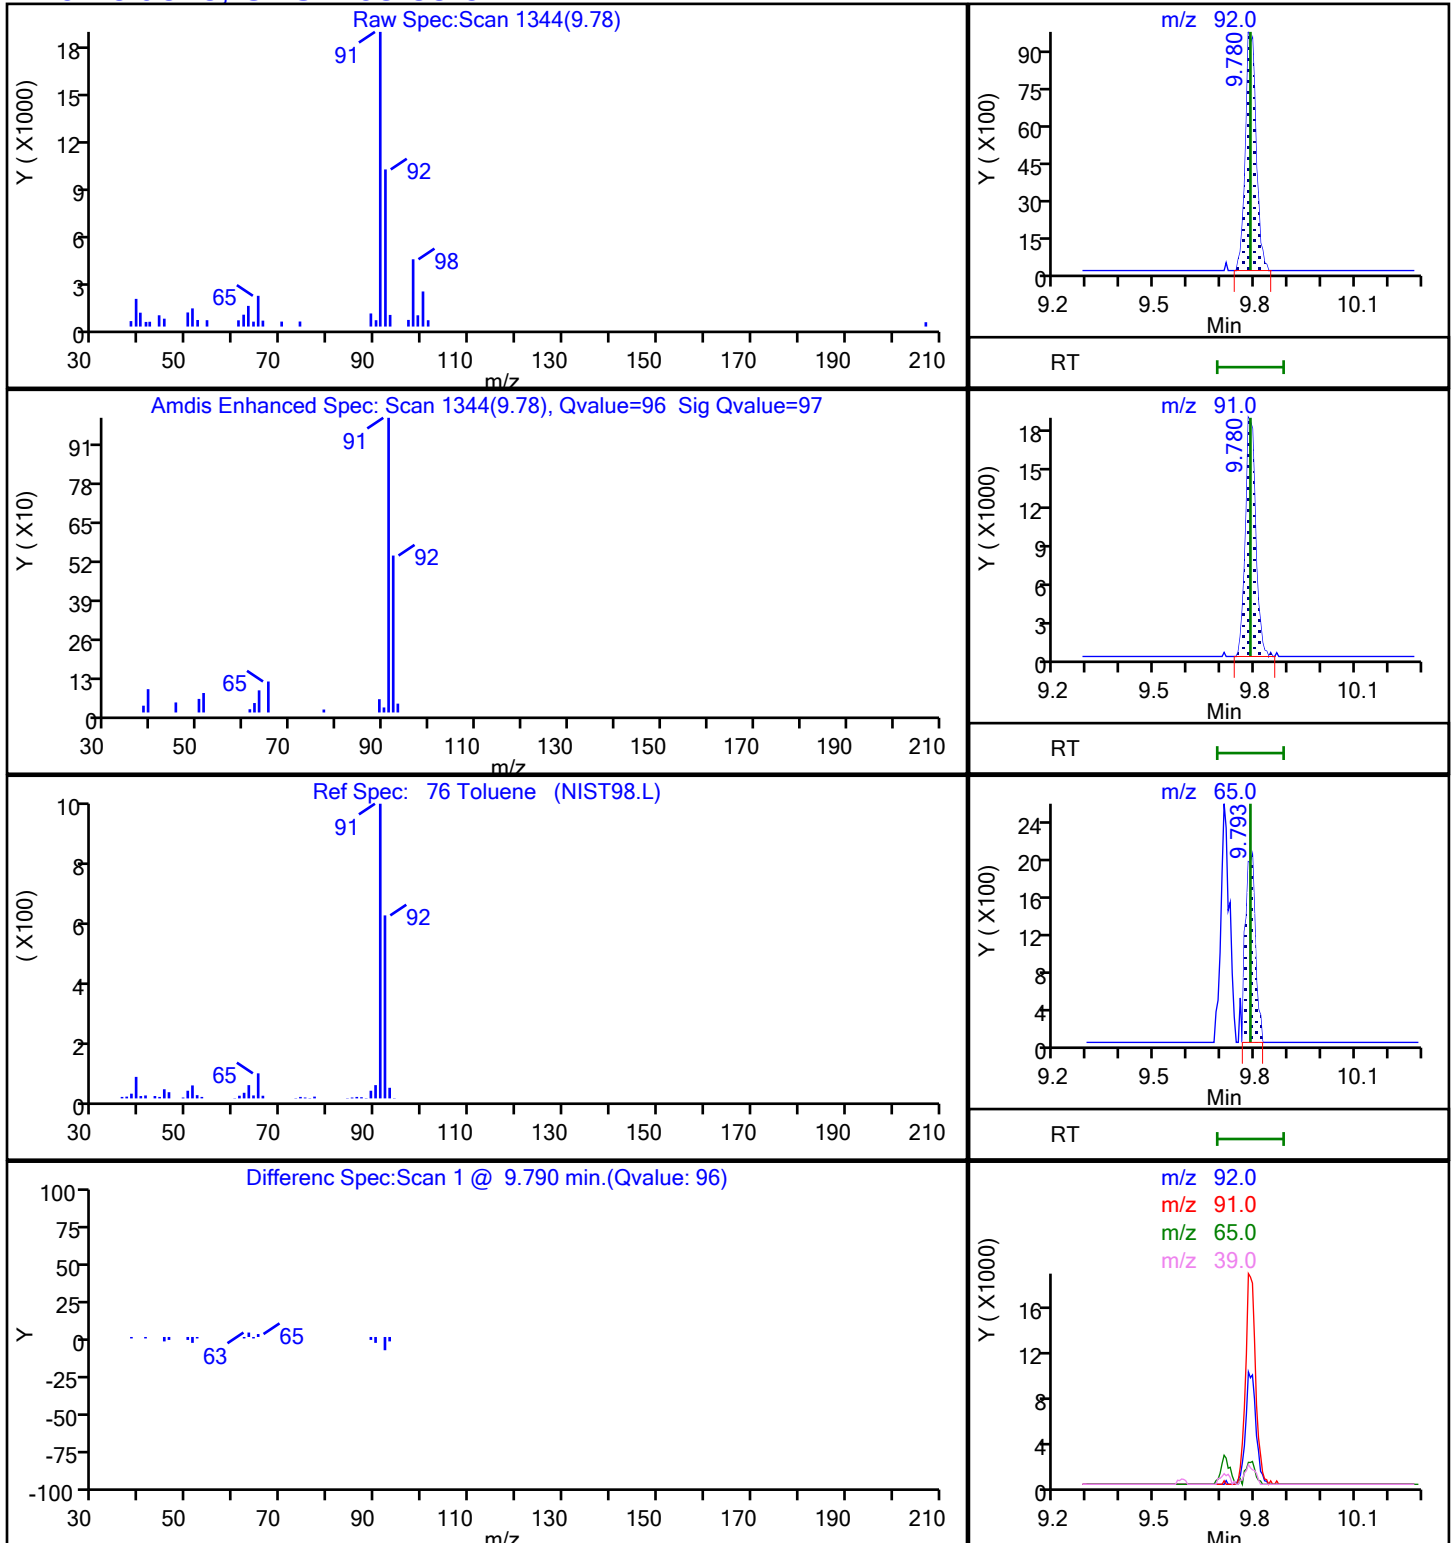 Raw Spec:Scan 1344(9.78)
Y ( X1000)
18
15
12
9
6
3
0
91
92
98
65
30 50 70 90 110 130 150 170 190 210
m/z
m/z 92.0
Y ( X100)
90
75
60
45
30
15
0
9.780
9.2 9.5 9.8 10.1
Min
RT
Amdis Enhanced Spec: Scan 1344(9.78), Qvalue=96 Sig Qvalue=97
Y ( X10)
91
78
65
52
39
26
13
0
91
92
65
30 50 70 90 110 130 150 170 190 210
m/z
m/z 91.0
Y ( X1000)
18
15
12
9
6
3
0
9.780
9.2 9.5 9.8 10.1
Min
RT
Ref Spec: 76 Toluene (NIST98.L)
( X100)
10
8
6
4
2
0
91
92
65
30 50 70 90 110 130 150 170 190 210
m/z 65.0
Y ( X100)
24
20
16
12
8
4
0
9.793
9.2 9.5 9.8 10.1
Min
RT
Differenc Spec:Scan 1 @ 9.790 min.(Qvalue: 96)
Y
100
75
50
25
0
-25
-50
-75
-100
63
65
30 50 70 90 110 130 150 170 190 210
m/z
m/z 92.0
m/z 91.0
m/z 65.0
m/z 39.0
Y ( X1000)
16
12
8
4
0
9.2 9.5 9.8 10.1
Min